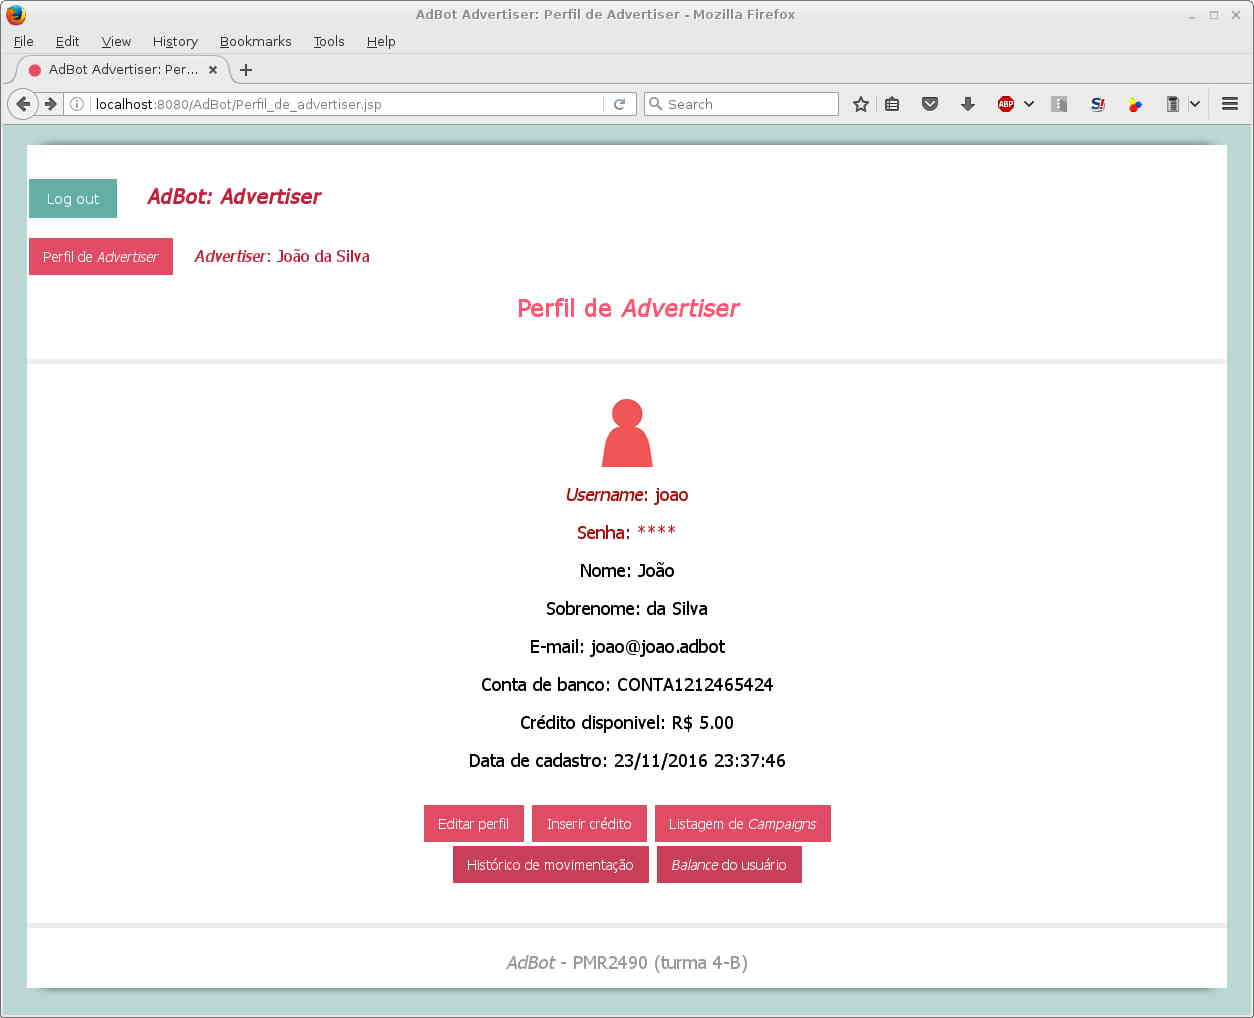 AdBot Advertiser: Perfil de Advertiser - Mozilla Firefox
File Edit View History Bookmarks Tools Help
AdBot Advertiser: Per...
localhost:8080/AdBot/Perfil_de_advertiser.jsp Search ABP S!
Log out AdBot: Advertiser
Perfil de Advertiser Advertiser: João da Silva
Perfil de Advertiser
Username: joao
Senha: ****
Nome: João
Sobrenome: da Silva
E-mail: joao@joao.adbot
Conta de banco: CONTA1212465424
Crédito disponivel: R$ 5.00
Data de cadastro: 23/11/2016 23:37:46
Editar perfil Inserir crédito Listagem de Campaigns
Histórico de movimentação Balance do usuário
AdBot - PMR2490 (turma 4-B)